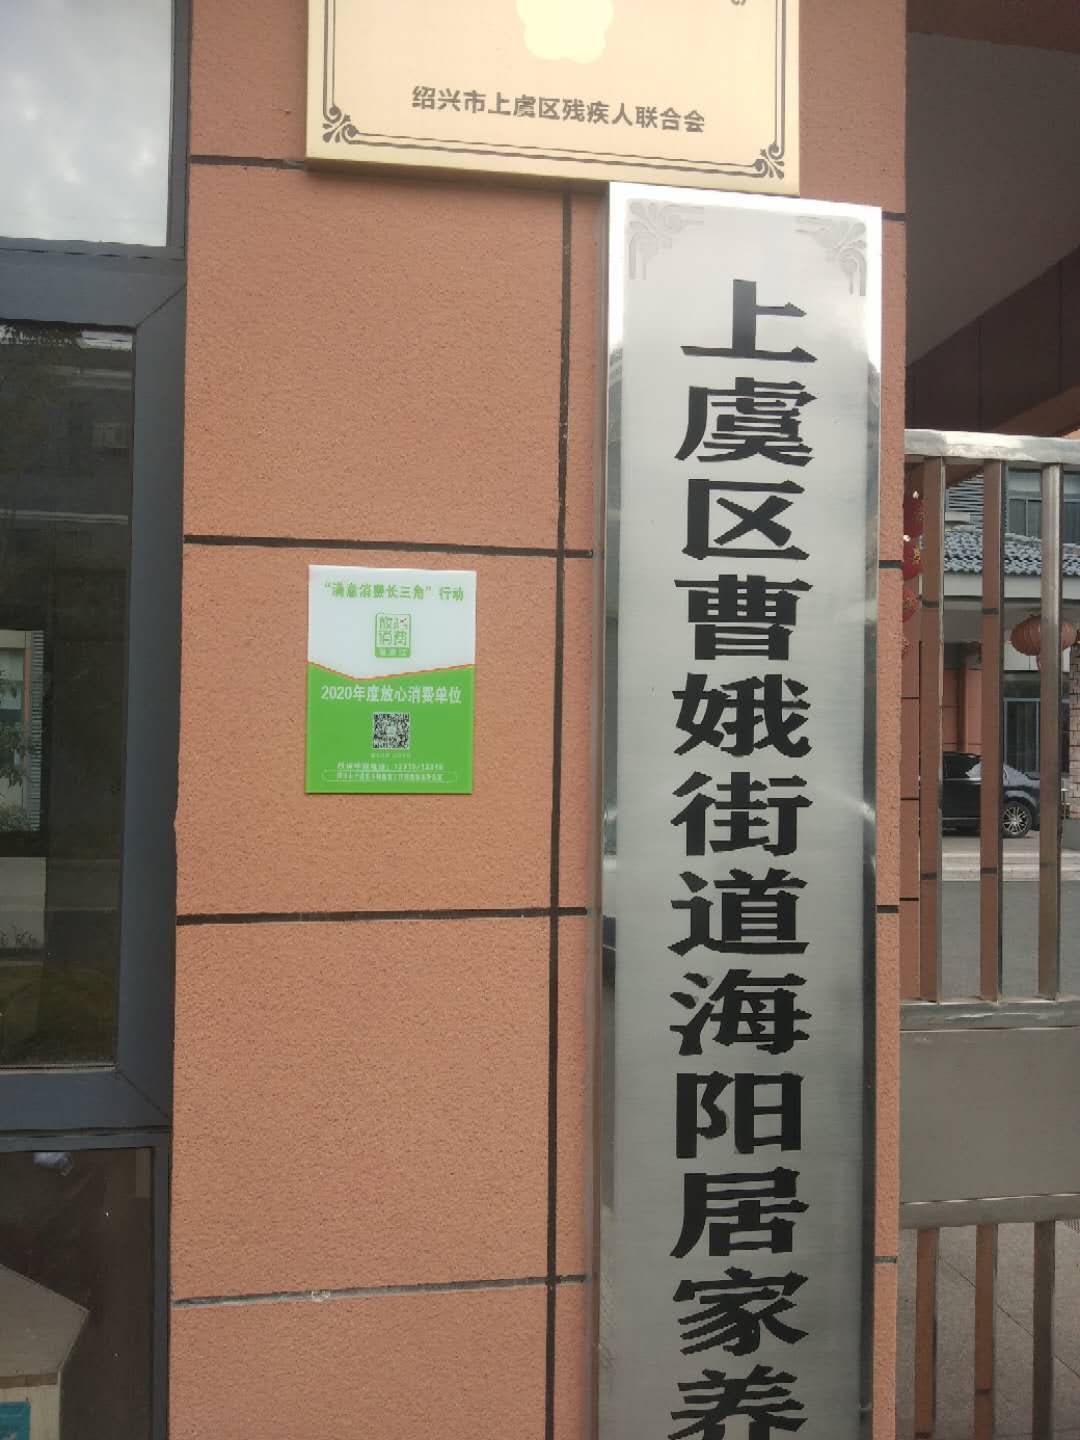 绍兴市上虞区残疾人联合会
上虞区曹娥街道海阳居家养
“满意消费长三角”行动
放心消费
2020年度放心消费单位